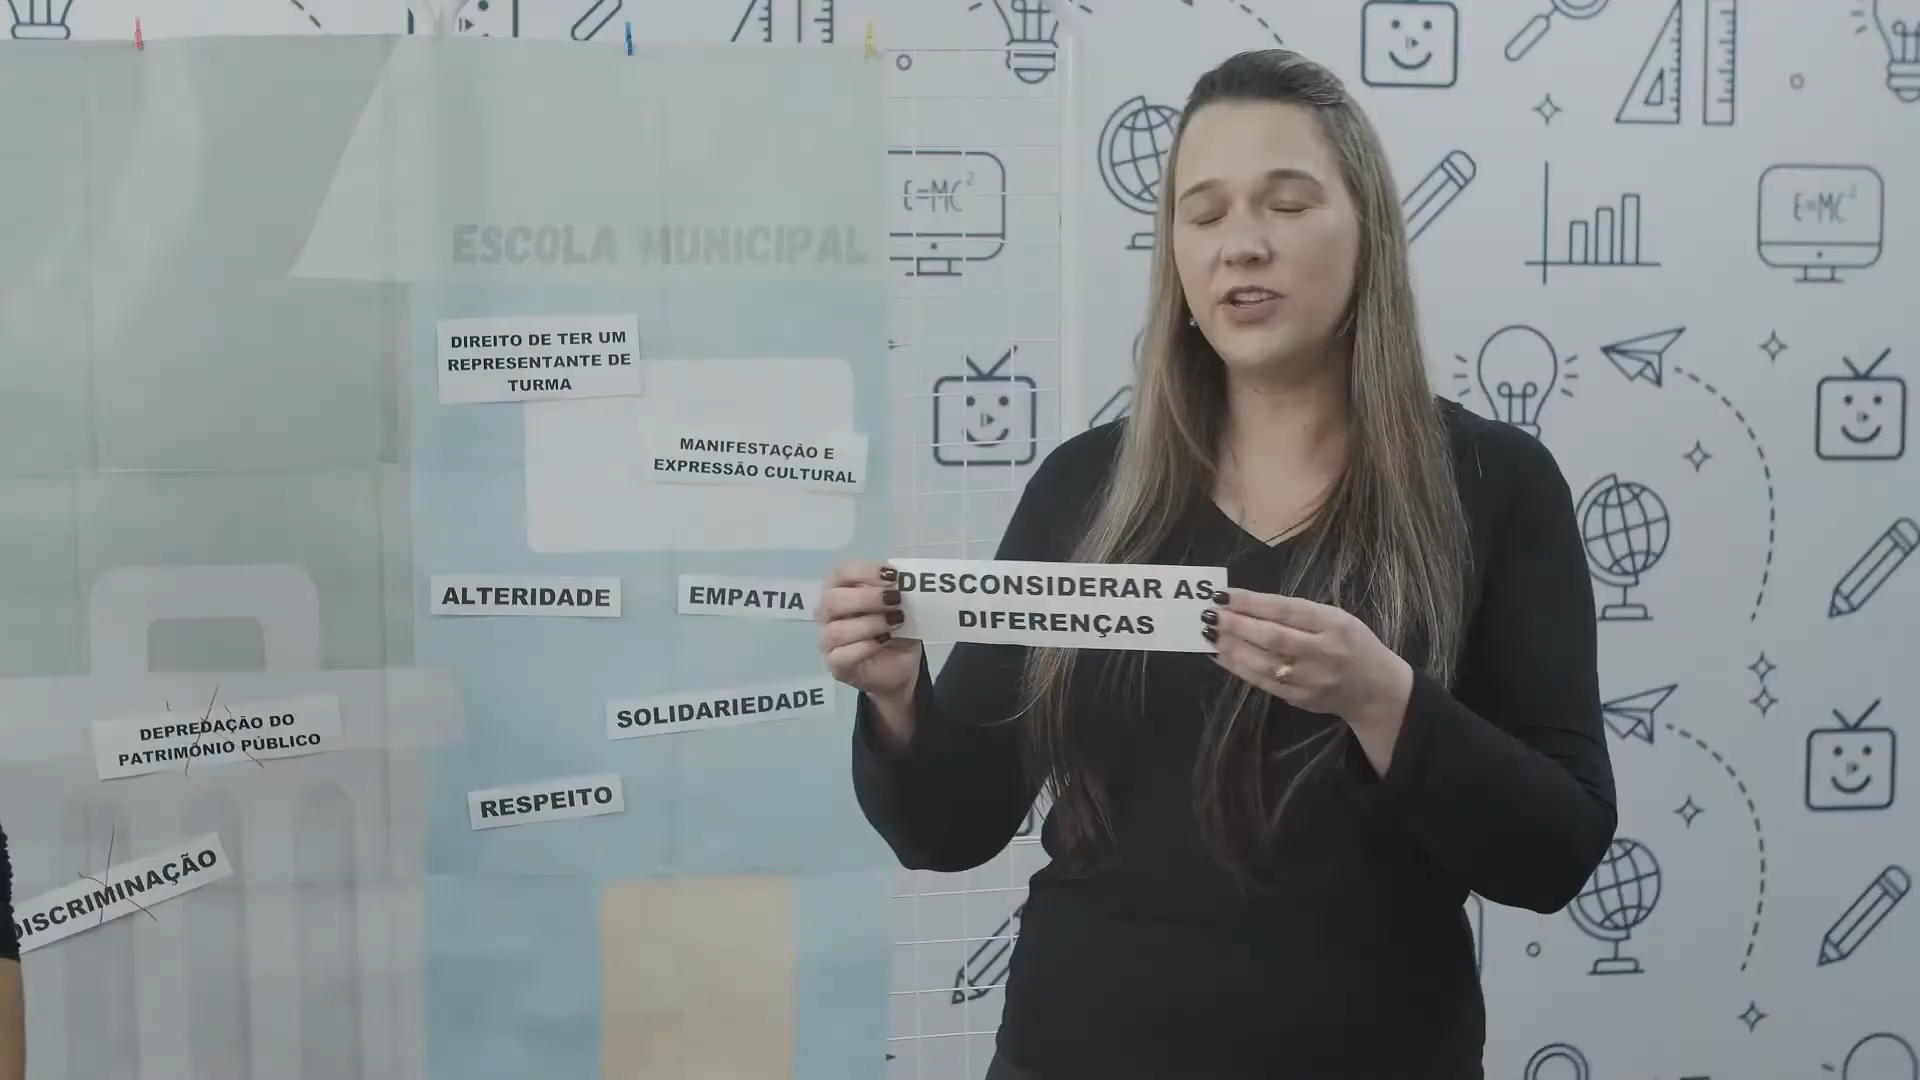 ESCOLA MUNICIPAL
DIREITO DE TER UM
REPRESENTANTE DE
TURMA
MANIFESTAÇÃO E
EXPRESSÃO CULTURAL
ALTERIDADE
EMPATIA
DESCONSIDERAR AS
DIFERENÇAS
SOLIDARIEDADE
RESPEITO
DEPREDAÇÃO DO
PATRIMÔNIO PÚBLICO
DISCRIMINAÇÃO
E=MC²
E=MC²